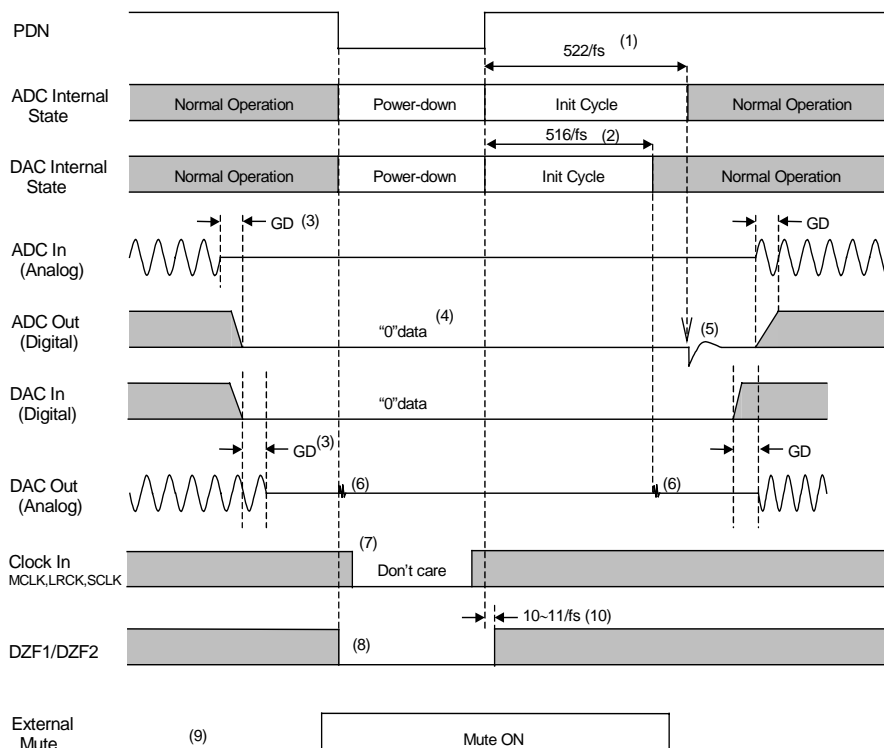 PDN
522/fs (1)
ADC Internal
State
Normal Operation Power-down Init Cycle Normal Operation
516/fs (2)
DAC Internal
State
Normal Operation Power-down Init Cycle Normal Operation
GD (3) GD
ADC In
(Analog)
ADC Out
(Digital)
“0”data (4) (5)
DAC In
(Digital)
“0”data
GD (3) GD
DAC Out
(Analog)
(6) (6)
Clock In
MCLK,LRCK,SCLK
(7)
Don't care
10~11/fs (10)
DZF1/DZF2 (8)
External
Mute
(9) Mute ON